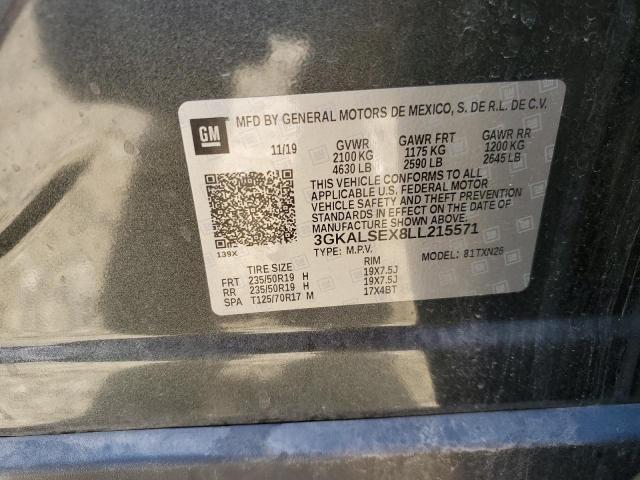 GM
MFD BY GENERAL MOTORS DE MEXICO, S. DE R.L. DE C.V.
11/19 GVWR GAWR FRT GAWR RR
2100 KG 1175 KG 1200 KG
4630 LB 2590 LB 2645 LB
THIS VEHICLE CONFORMS TO ALL
APPLICABLE U.S. FEDERAL MOTOR
VEHICLE SAFETY AND THEFT PREVENTION
STANDARDS IN EFFECT ON THE DATE OF
MANUFACTURE SHOWN ABOVE.
3GKALSEX8LL215571
139X TYPE: M.P.V. MODEL: 81TXN26
TIRE SIZE RIM
FRT 235/50R19 H 19X7.5J
RR 235/50R19 H 19X7.5J
SPA T125/70R17 M 17X4BT